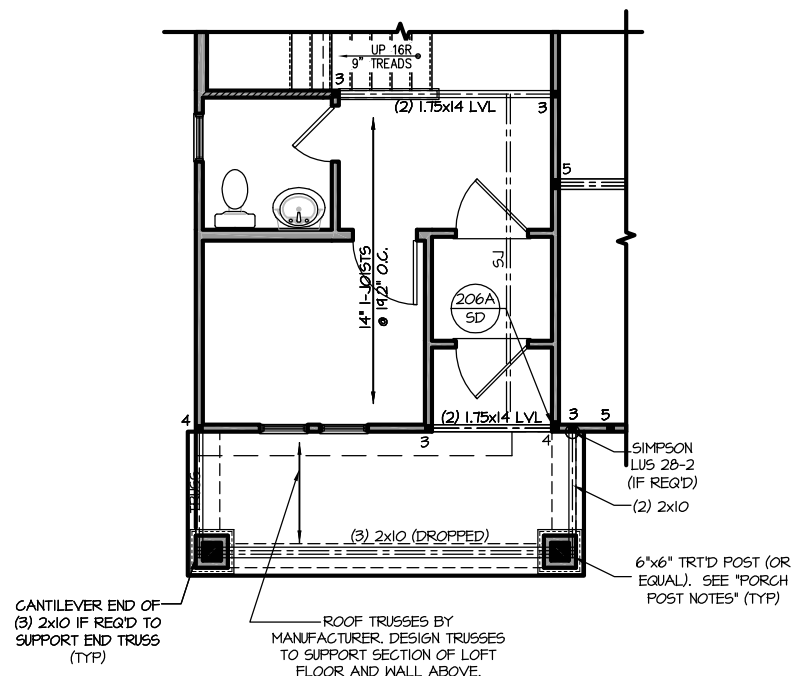 UP 16R
9" TREADS
3
(2) 1.75x14 LVL
3
5
14" I-JOISTS
@ 19.2" O.C.
SJ
206A
SD
4
(2) 1.75x14 LVL
3
4
3
5
SIMPSON
LUS 28-2
(IF REQ'D)
TRUSS
(2) 2x10
(3) 2x10 (DROPPED)
6"x6" TRT'D POST (OR
EQUAL). SEE "PORCH
POST NOTES" (TYP)
CANTILEVER END OF
(3) 2x10 IF REQ'D TO
SUPPORT END TRUSS
(TYP)
ROOF TRUSSES BY
MANUFACTURER. DESIGN TRUSSES
TO SUPPORT SECTION OF LOFT
FLOOR AND WALL ABOVE.